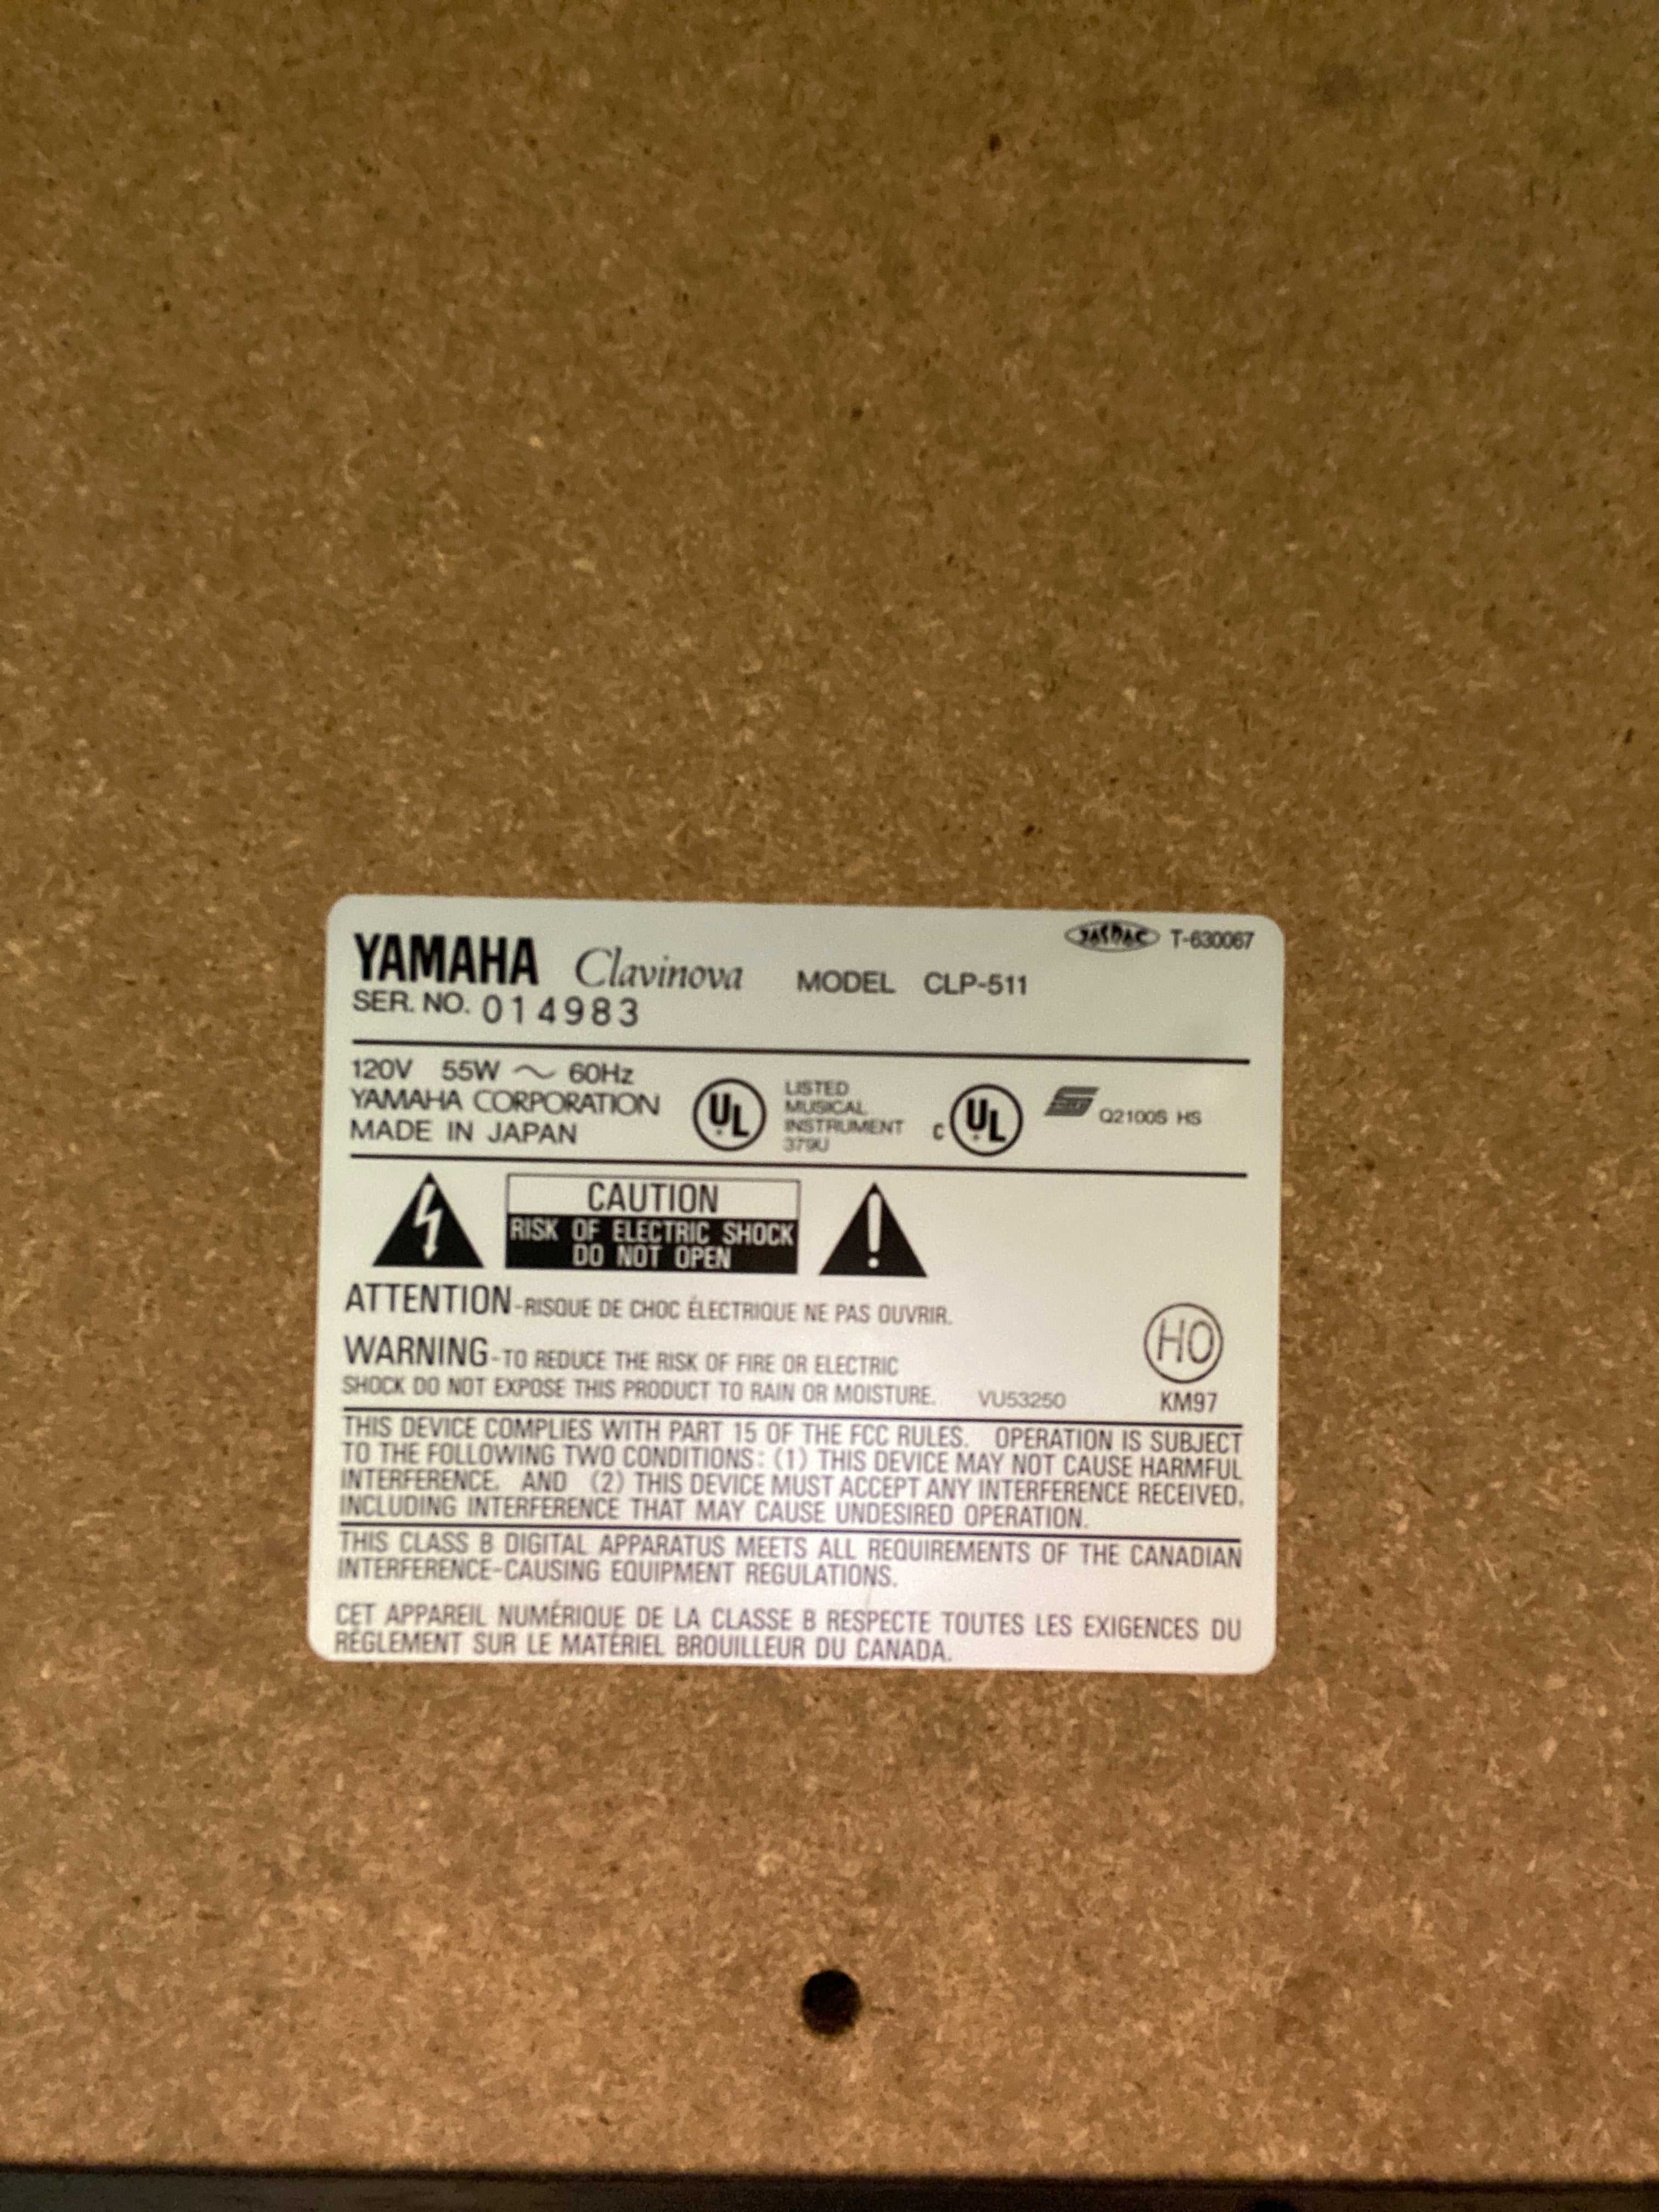 YAMAHA Clavinova MODEL CLP-511
JASRAC T-630067
SER. NO. 014983
120V 55W ~ 60Hz
YAMAHA CORPORATION
MADE IN JAPAN
UL
LISTED
MUSICAL
INSTRUMENT
379U
C UL
Q2100S HS
CAUTION
RISK OF ELECTRIC SHOCK
DO NOT OPEN
ATTENTION-RISQUE DE CHOC ÉLECTRIQUE NE PAS OUVRIR.
WARNING-TO REDUCE THE RISK OF FIRE OR ELECTRIC
SHOCK DO NOT EXPOSE THIS PRODUCT TO RAIN OR MOISTURE. VU53250
HO
KM97
THIS DEVICE COMPLIES WITH PART 15 OF THE FCC RULES. OPERATION IS SUBJECT
TO THE FOLLOWING TWO CONDITIONS: (1) THIS DEVICE MAY NOT CAUSE HARMFUL
INTERFERENCE, AND (2) THIS DEVICE MUST ACCEPT ANY INTERFERENCE RECEIVED,
INCLUDING INTERFERENCE THAT MAY CAUSE UNDESIRED OPERATION.
THIS CLASS B DIGITAL APPARATUS MEETS ALL REQUIREMENTS OF THE CANADIAN
INTERFERENCE-CAUSING EQUIPMENT REGULATIONS.
CET APPAREIL NUMÉRIQUE DE LA CLASSE B RESPECTE TOUTES LES EXIGENCES DU
RÈGLEMENT SUR LE MATÉRIEL BROUILLEUR DU CANADA.